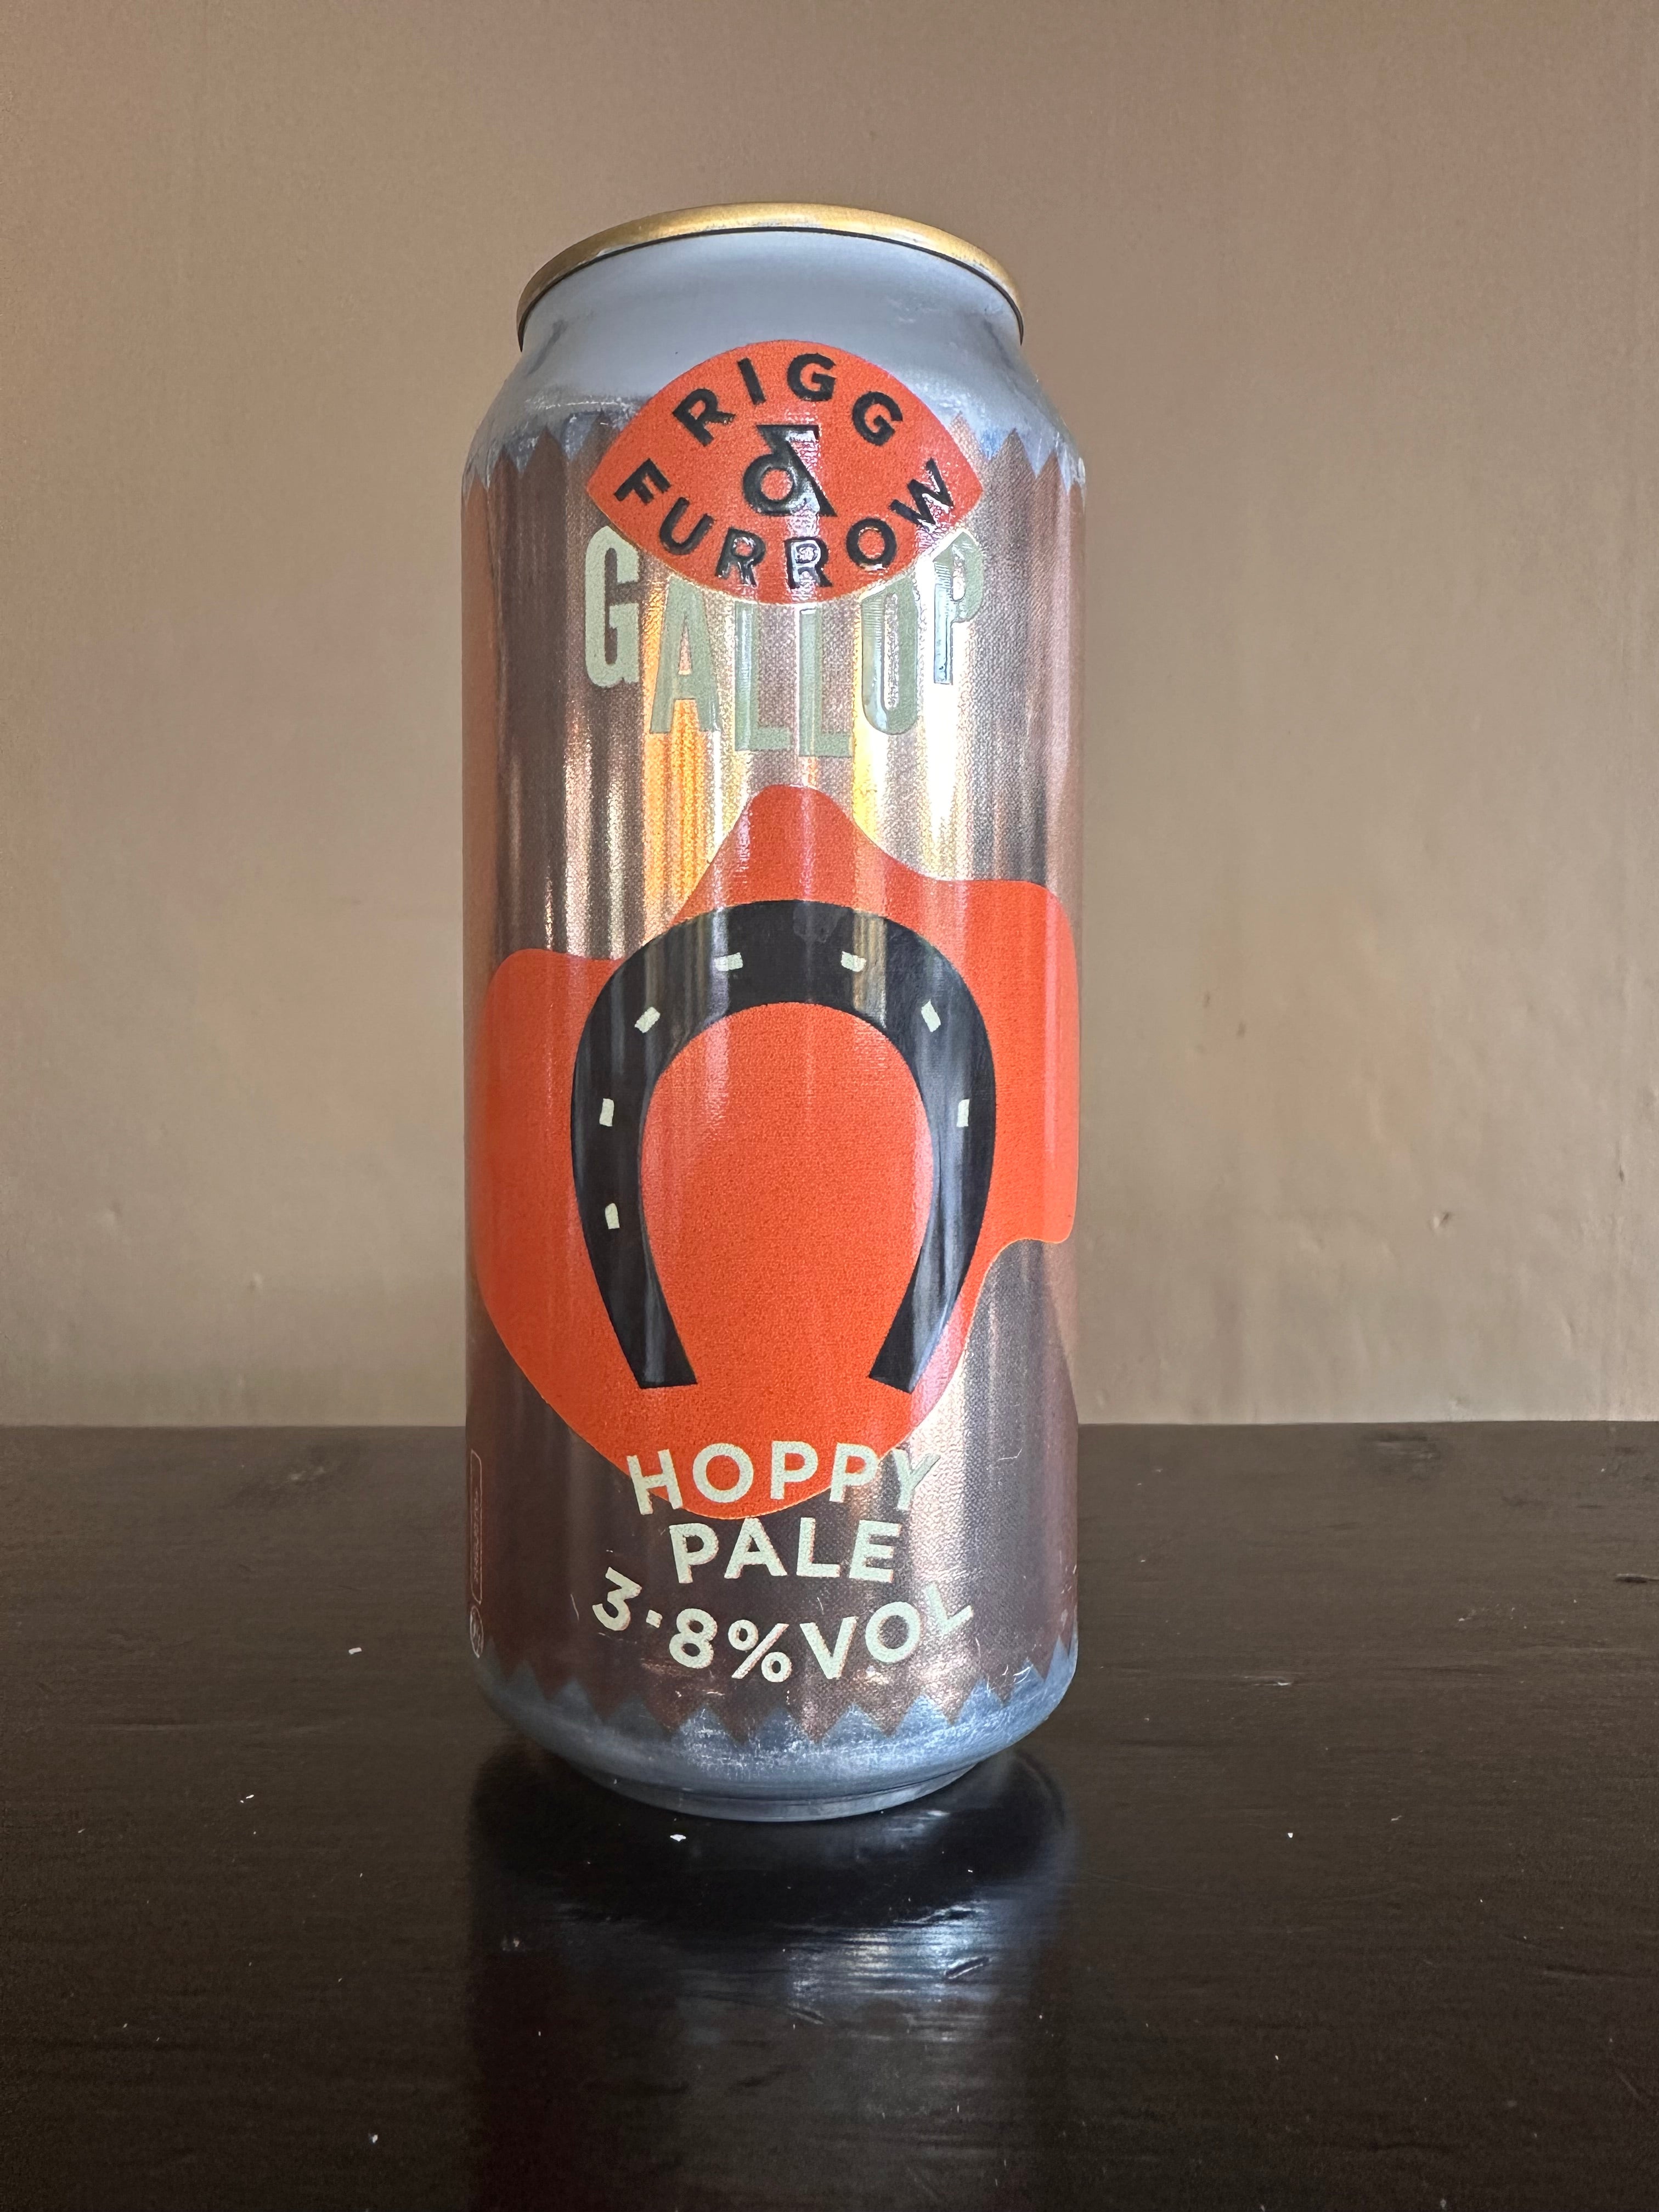 RIGG
&
FURROW
GALLOP
HOPPY
PALE
3.8% VOL